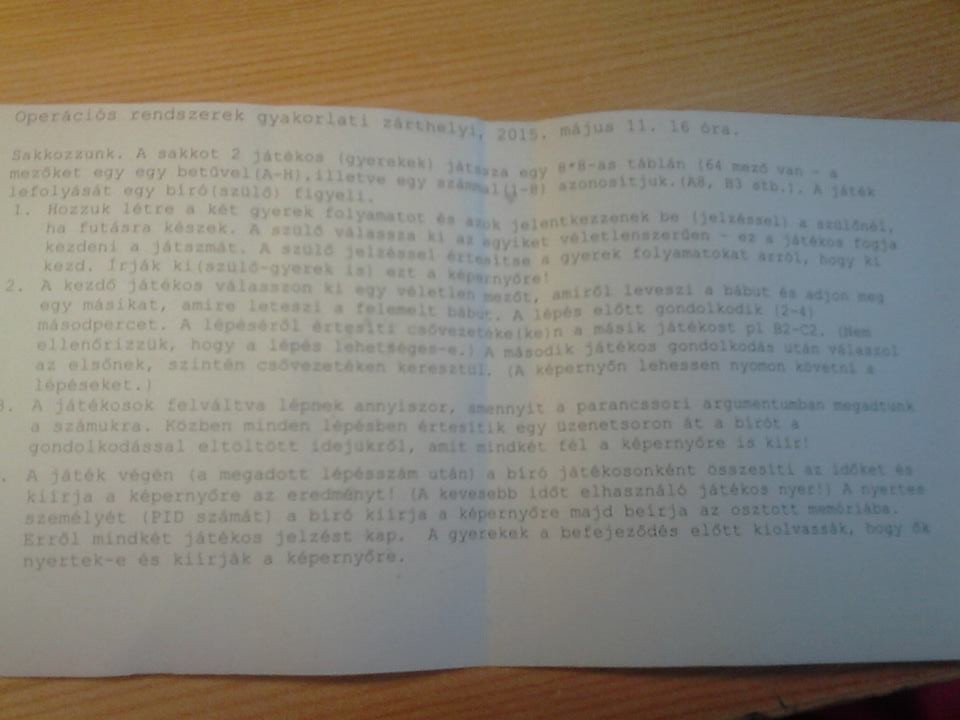 Operációs rendszerek gyakorlati zárthelyi, 2015. május 11. 16 óra.
Sakkozzunk. A sakkot 2 játékos (gyerekek) játssza egy 8*8-as táblán (64 mező van - a
mezőket egy egy betűvel(A-H),illetve egy számmal(1-8) azonosítjuk.(A8, B3 stb.). A játék
lefolyását egy bíró(szülő) figyeli.
1. Hozzuk létre a két gyerek folyamatot és azok jelentkezzenek be (jelzéssel) a szülőnél,
ha futásra készek. A szülő válassza ki az egyiket véletlenszerűen - ez a játékos fogja
kezdeni a játszmát. A szülő jelzéssel értesítse a gyerek folyamatokat arról, hogy ki
kezd. Írják ki(szülő-gyerek is) ezt a képernyőre!
2. A kezdő játékos válasszon ki egy véletlen mezőt, amiről leveszi a bábut és adjon meg
egy másikat, amire leteszi a felemelt bábut. A lépés előtt gondolkodik (2-4)
másodpercet. A lépéséről értesíti csővezetéke(ke)n a másik játékost pl B2-C2. (Nem
ellenőrizzük, hogy a lépés lehetséges-e.) A második játékos gondolkodás után válaszol
az elsőnek, szintén csővezetéken keresztül. (A képernyőn lehessen nyomon követni a
lépéseket.)
3. A játékosok felváltva lépnek annyiszor, amennyit a parancssori argumentumban megadtunk
a számukra. Közben minden lépésben értesítik egy üzenetsoron át a bírót a
gondolkodással eltöltött idejükről, amit mindkét fél a képernyőre is kiír!
. A játék végén (a megadott lépésszám után) a bíró játékosonként összesíti az időket és
kiírja a képernyőre az eredményt! (A kevesebb időt elhasználó játékos nyer!) A nyertes
személyét (PID számát) a bíró kiírja a képernyőre majd beírja az osztott memóriába.
Erről mindkét játékos jelzést kap. A gyerekek a befejeződés előtt kiolvassák, hogy ők
nyertek-e és kiírják a képernyőre.